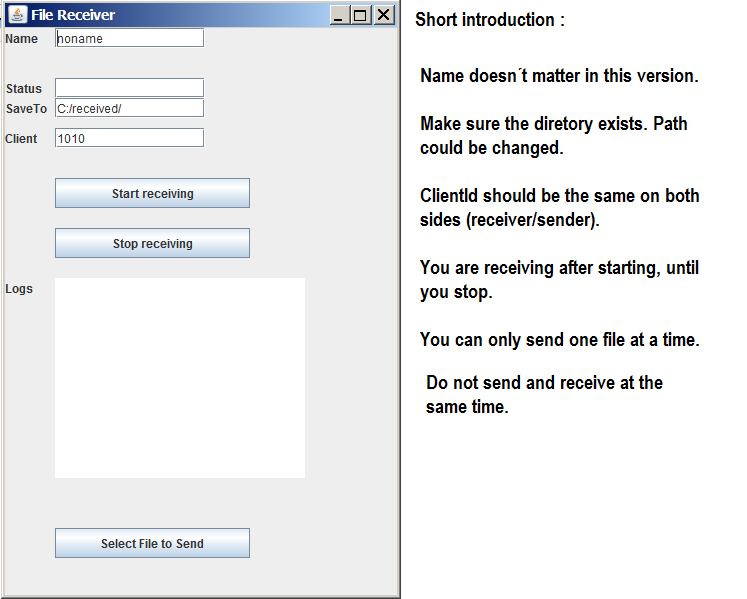 File Receiver
Name noname
Status
SaveTo C:/received/
Client 1010
Start receiving
Stop receiving
Logs
Select File to Send
Short introduction :
Name doesn´t matter in this version.
Make sure the diretory exists. Path
could be changed.
ClientId should be the same on both
sides (receiver/sender).
You are receiving after starting, until
you stop.
You can only send one file at a time.
Do not send and receive at the
same time.